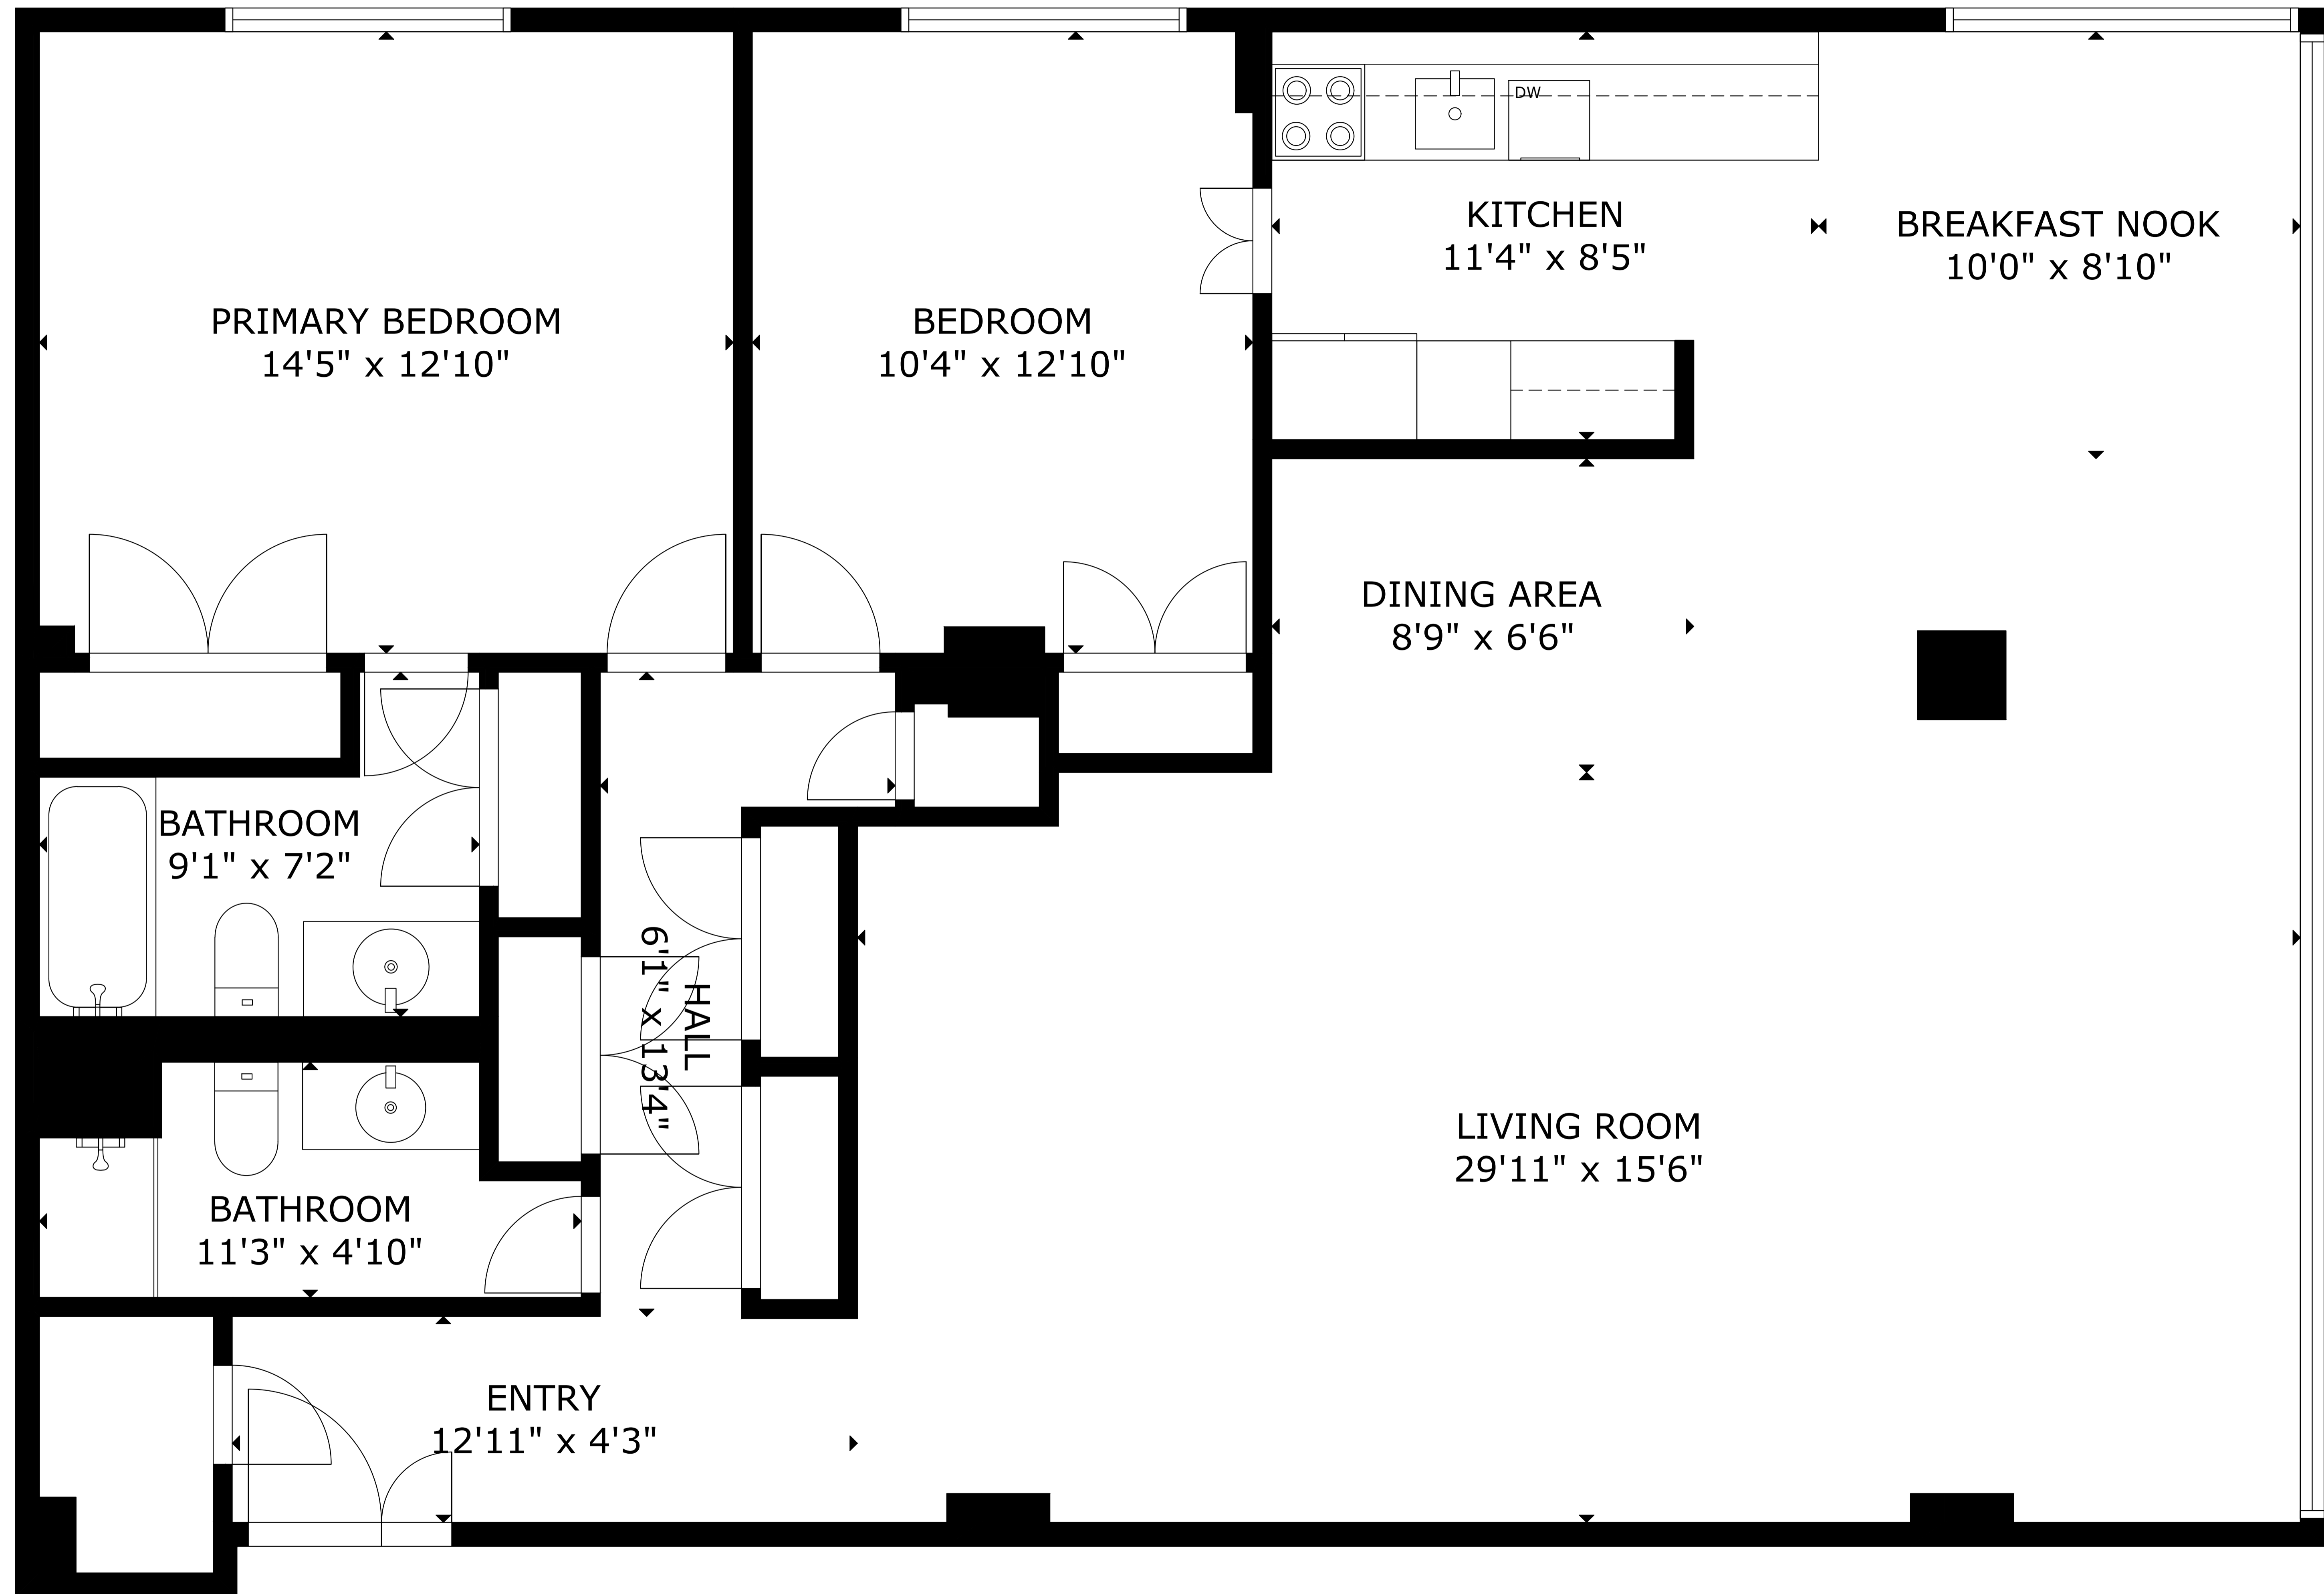 DW
KITCHEN
11'4" x 8'5"
BREAKFAST NOOK
10'0" x 8'10"
PRIMARY BEDROOM
14'5" x 12'10"
BEDROOM
10'4" x 12'10"
DINING AREA
8'9" x 6'6"
BATHROOM
9'1" x 7'2"
HALL
6'1" x 13'4"
LIVING ROOM
29'11" x 15'6"
BATHROOM
11'3" x 4'10"
ENTRY
12'11" x 4'3"